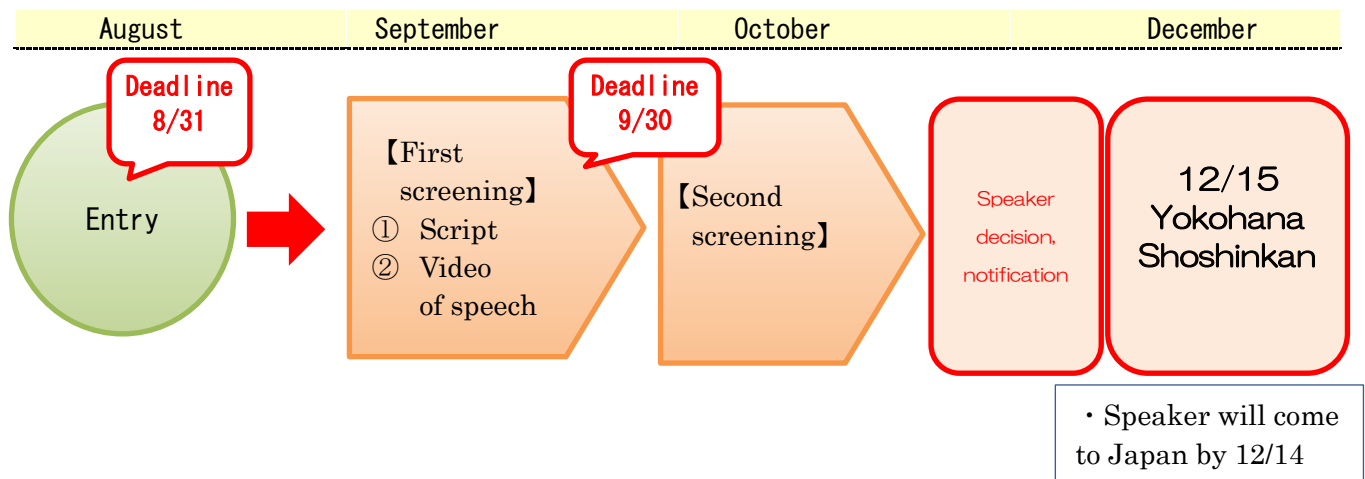 August September October December
Deadline
8/31
Entry
【First
screening】
① Script
② Video
of speech
Deadline
9/30
【Second
screening】
Speaker
decision,
notification
12/15
Yokohana
Shoshinkan
・Speaker will come
to Japan by 12/14